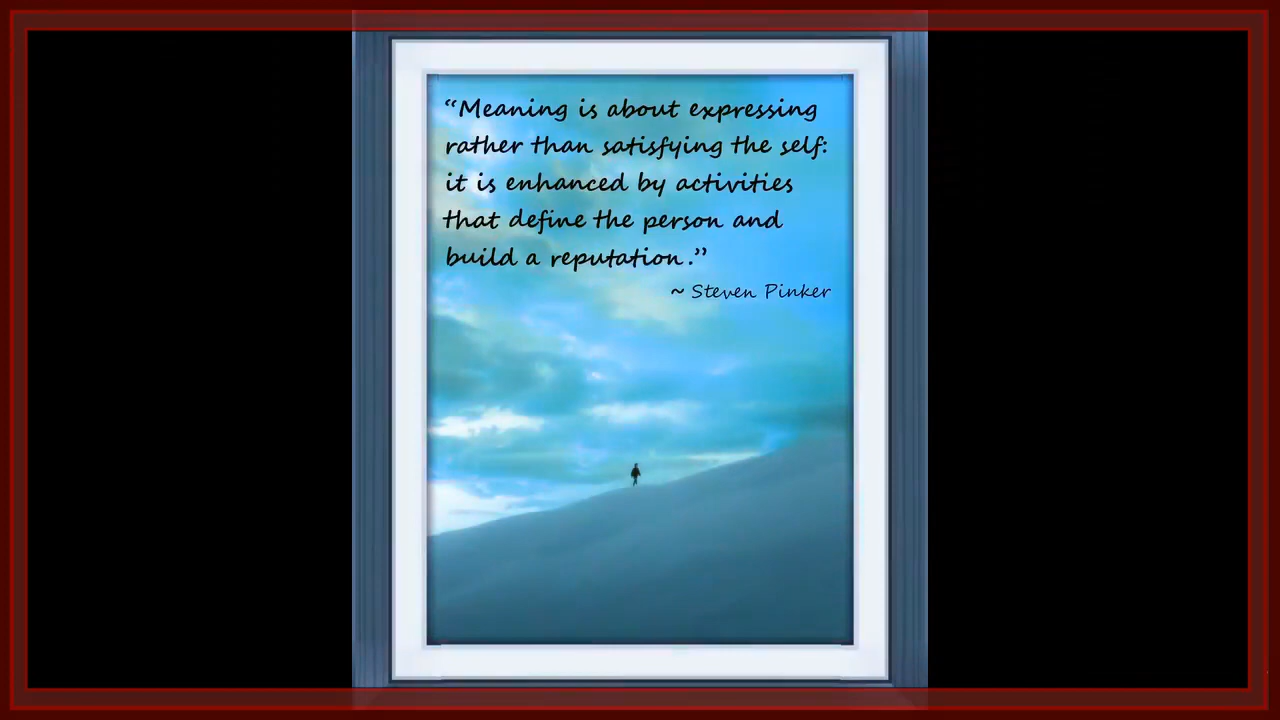 “Meaning is about expressing
rather than satisfying the self:
it is enhanced by activities
that define the person and
build a reputation.”
~ Steven Pinker